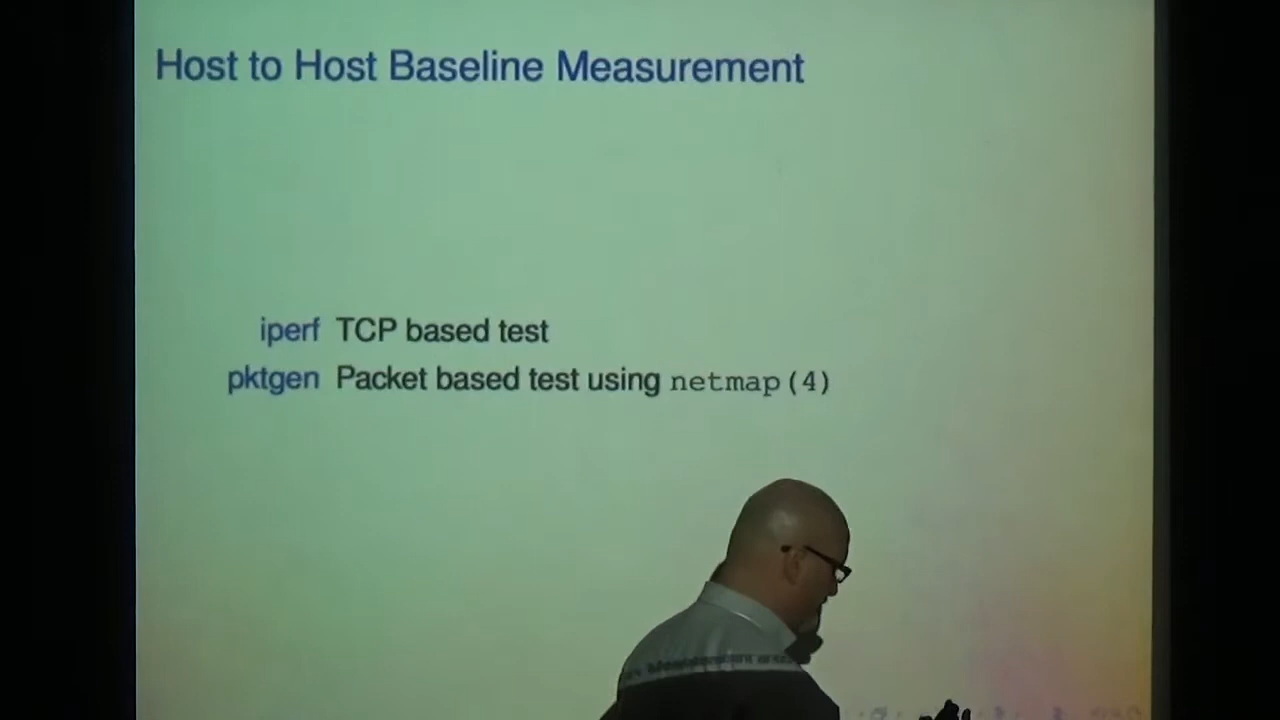 Host to Host Baseline Measurement
iperf TCP based test
pktgen Packet based test using netmap(4)